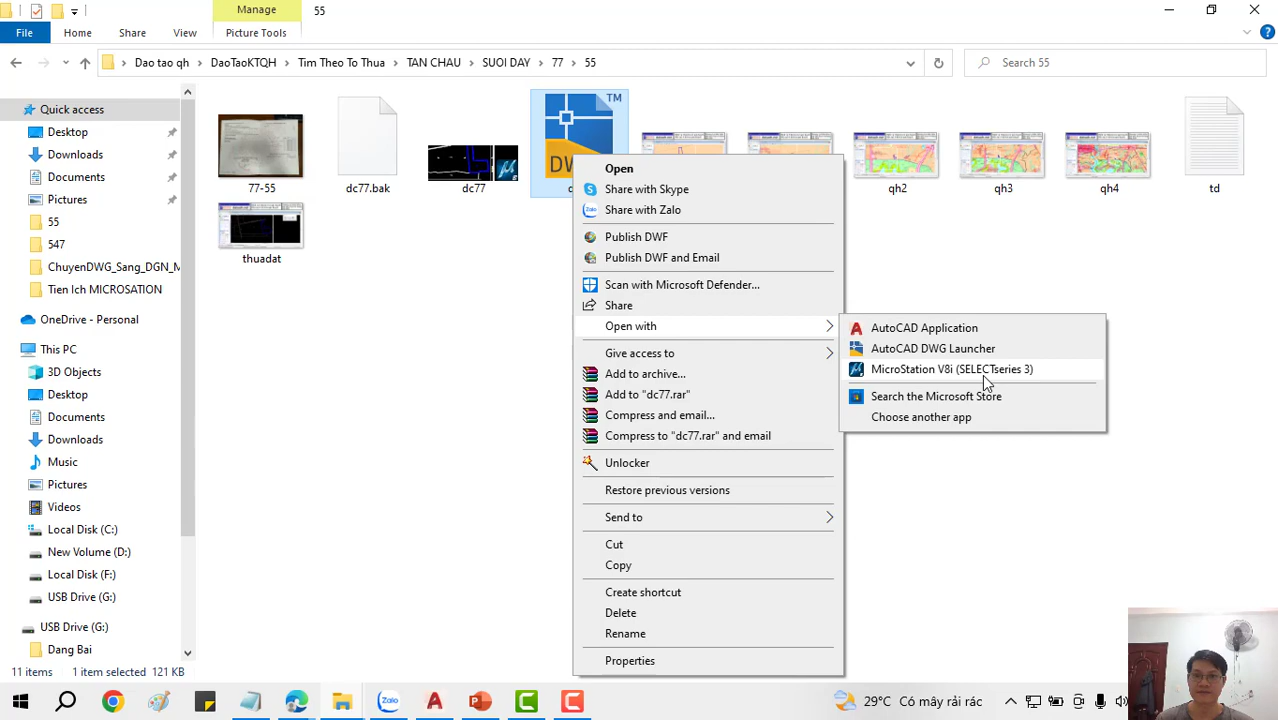 Manage
55
File
Home
Share
View
Picture Tools
Dao tao qh
DaoTaoKTQH
Tim Theo To Thua
TAN CHAU
SUOI DAY
77
55
Search 55
Quick access
Desktop
Downloads
Documents
Pictures
55
547
ChuyenDWG_Sang_DGN_M
Tien Ich MICROSATION
OneDrive - Personal
This PC
3D Objects
Desktop
Documents
Downloads
Music
Pictures
Videos
Local Disk (C:)
New Volume (D:)
Local Disk (F:)
USB Drive (G:)
USB Drive (G:)
Dang Bai
77-55
dc77.bak
dc77
TM
qh2
qh3
qh4
td
thuadat
Open
Share with Skype
Zalo
Share with Zalo
Publish DWF
Publish DWF and Email
Scan with Microsoft Defender...
Share
Open with
Give access to
Add to archive...
Add to "dc77.rar"
Compress and email...
Compress to "dc77.rar" and email
Unlocker
Restore previous versions
Send to
Cut
Copy
Create shortcut
Delete
Rename
Properties
AutoCAD Application
AutoCAD DWG Launcher
MicroStation V8i (SELECTseries 3)
Search the Microsoft Store
Choose another app
11 items
1 item selected 121 KB
Zalo
29°C Có mây rải rác